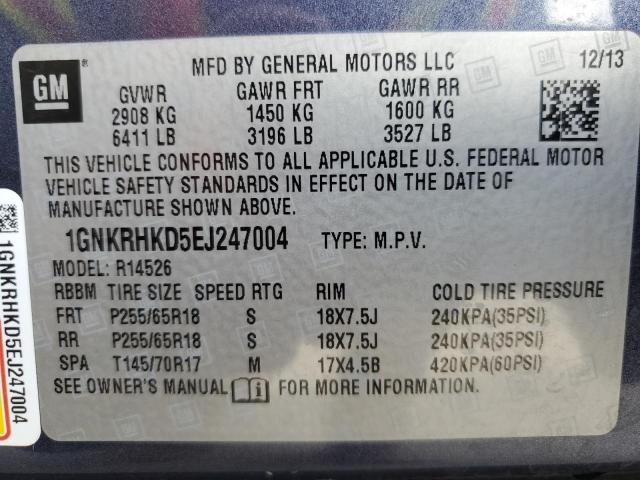 GM
MFD BY GENERAL MOTORS LLC 12/13
GVWR GAWR FRT GAWR RR
2908 KG 1450 KG 1600 KG
6411 LB 3196 LB 3527 LB
THIS VEHICLE CONFORMS TO ALL APPLICABLE U.S. FEDERAL MOTOR
VEHICLE SAFETY STANDARDS IN EFFECT ON THE DATE OF
MANUFACTURE SHOWN ABOVE.
1GNKRHKD5EJ247004 TYPE: M.P.V.
MODEL: R14526
RBBM TIRE SIZE SPEED RTG RIM COLD TIRE PRESSURE
FRT P255/65R18 S 18X7.5J 240KPA(35PSI)
RR P255/65R18 S 18X7.5J 240KPA(35PSI)
SPA T145/70R17 M 17X4.5B 420KPA(60PSI)
SEE OWNER'S MANUAL FOR MORE INFORMATION.
1GNKRHKD5EJ247004